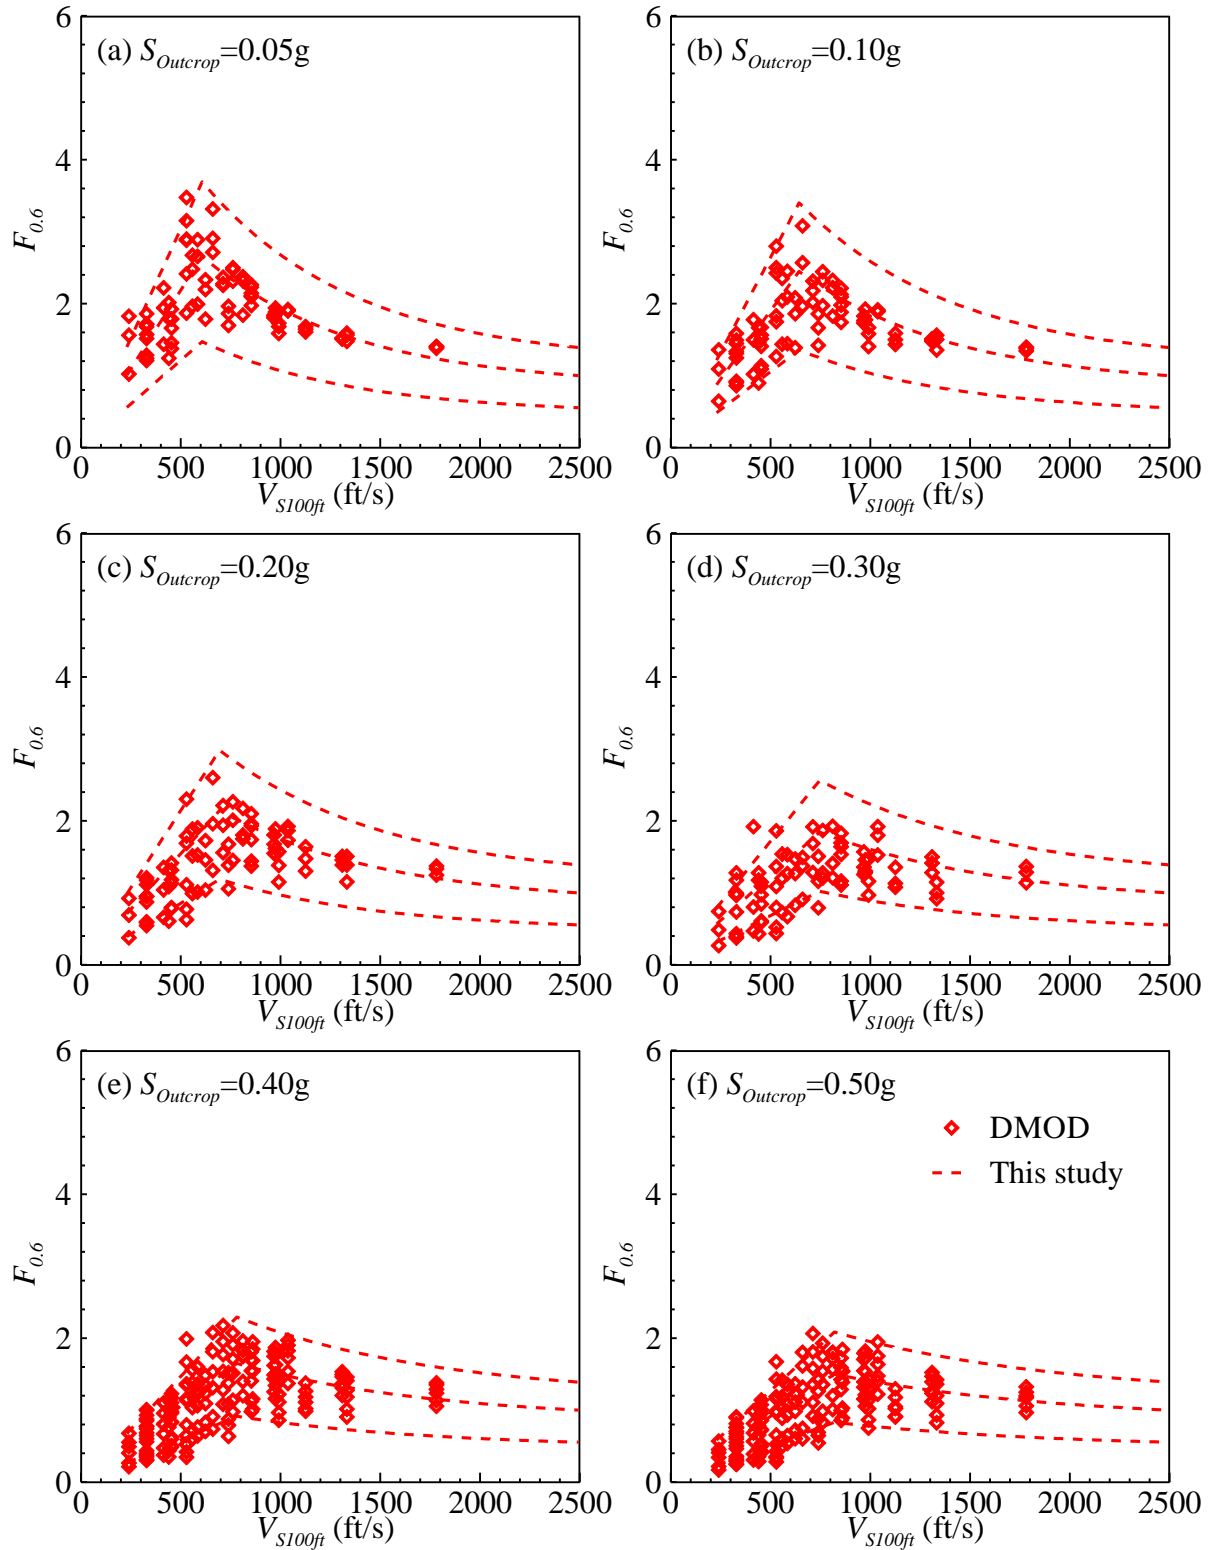 (a) S_Outcrop=0.05g
F_0.6
6
4
2
0
0 500 1000 1500 2000 2500
V_S100ft (ft/s)
(b) S_Outcrop=0.10g
F_0.6
6
4
2
0
0 500 1000 1500 2000 2500
V_S100ft (ft/s)
(c) S_Outcrop=0.20g
F_0.6
6
4
2
0
0 500 1000 1500 2000 2500
V_S100ft (ft/s)
(d) S_Outcrop=0.30g
F_0.6
6
4
2
0
0 500 1000 1500 2000 2500
V_S100ft (ft/s)
(e) S_Outcrop=0.40g
F_0.6
6
4
2
0
0 500 1000 1500 2000 2500
V_S100ft (ft/s)
(f) S_Outcrop=0.50g
DMOD
This study
F_0.6
6
4
2
0
0 500 1000 1500 2000 2500
V_S100ft (ft/s)